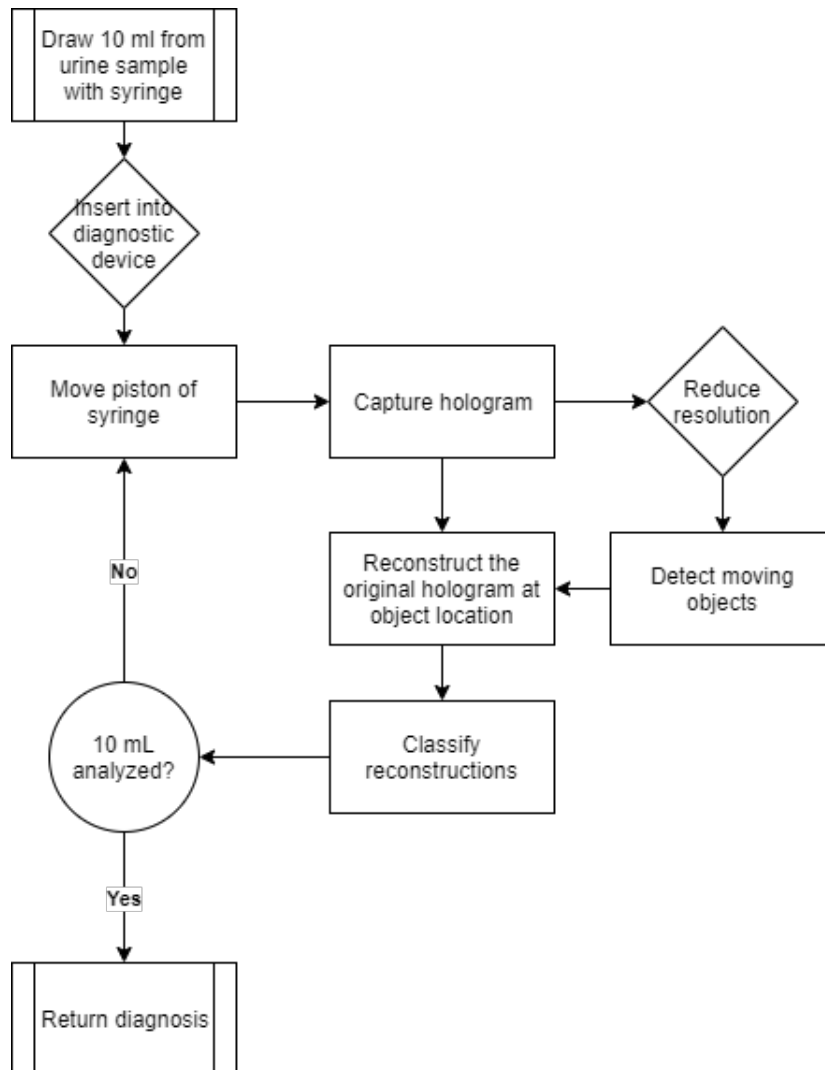 Draw 10 ml from
urine sample
with syringe
Insert into
diagnostic
device
Move piston of
syringe
Capture hologram
Reduce
resolution
Reconstruct the
original hologram at
object location
Detect moving
objects
No
10 mL
analyzed?
Classify
reconstructions
Yes
Return diagnosis